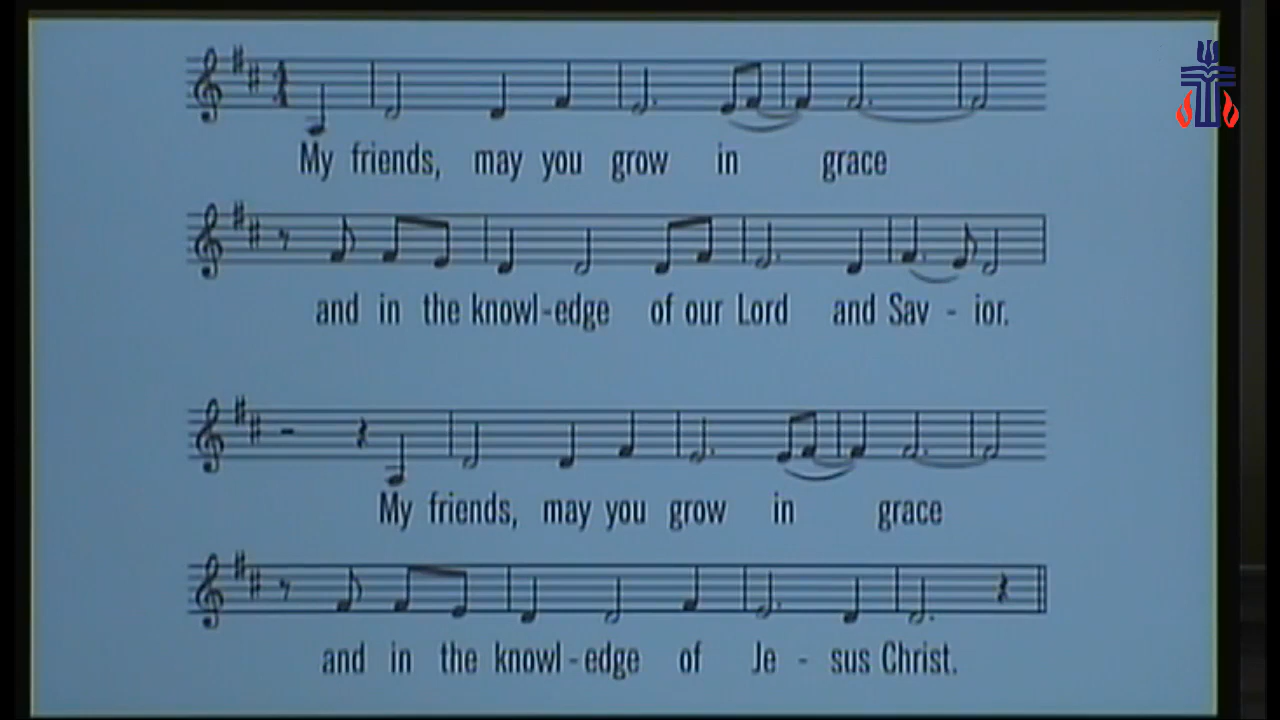 My friends, may you grow in grace
and in the knowl-edge of our Lord and Sav - ior.
My friends, may you grow in grace
and in the knowl - edge of Je - sus Christ.